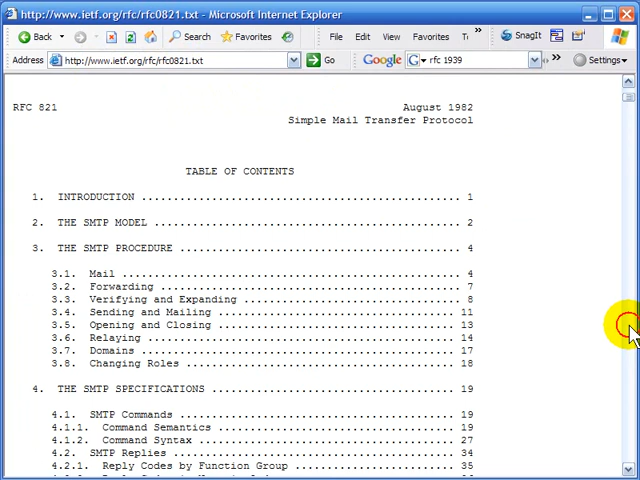 http://www.ietf.org/rfc/rfc0821.txt - Microsoft Internet Explorer
Back Search Favorites File Edit View Favorites T » SnagIt
Address http://www.ietf.org/rfc/rfc0821.txt Go Google G rfc 1939 » Settings
RFC 821 August 1982
Simple Mail Transfer Protocol
TABLE OF CONTENTS
1. INTRODUCTION .................................................. 1
2. THE SMTP MODEL ................................................ 2
3. THE SMTP PROCEDURE ............................................ 4
3.1. Mail ..................................................... 4
3.2. Forwarding ............................................... 7
3.3. Verifying and Expanding .................................. 8
3.4. Sending and Mailing ..................................... 11
3.5. Opening and Closing ..................................... 13
3.6. Relaying ................................................ 14
3.7. Domains ................................................. 17
3.8. Changing Roles .......................................... 18
4. THE SMTP SPECIFICATIONS ...................................... 19
4.1. SMTP Commands ........................................... 19
4.1.1. Command Semantics ..................................... 19
4.1.2. Command Syntax ........................................ 27
4.2. SMTP Replies ............................................ 34
4.2.1. Reply Codes by Function Group ......................... 35